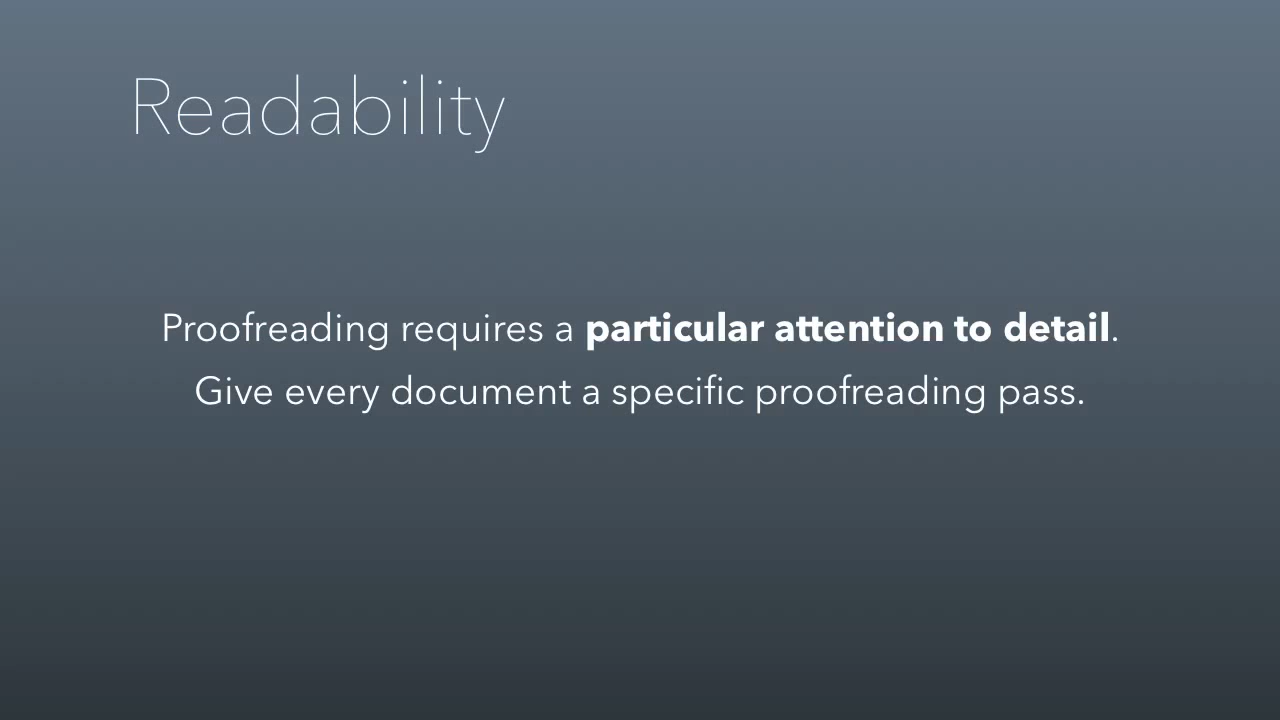 Readability
Proofreading requires a particular attention to detail.
Give every document a specific proofreading pass.